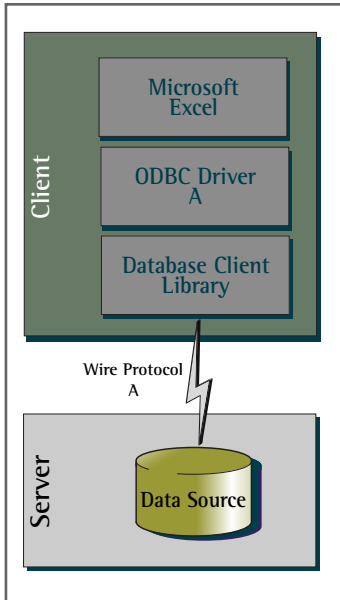 Client
Microsoft
Excel
ODBC Driver
A
Database Client
Library
Wire Protocol
A
Server
Data Source